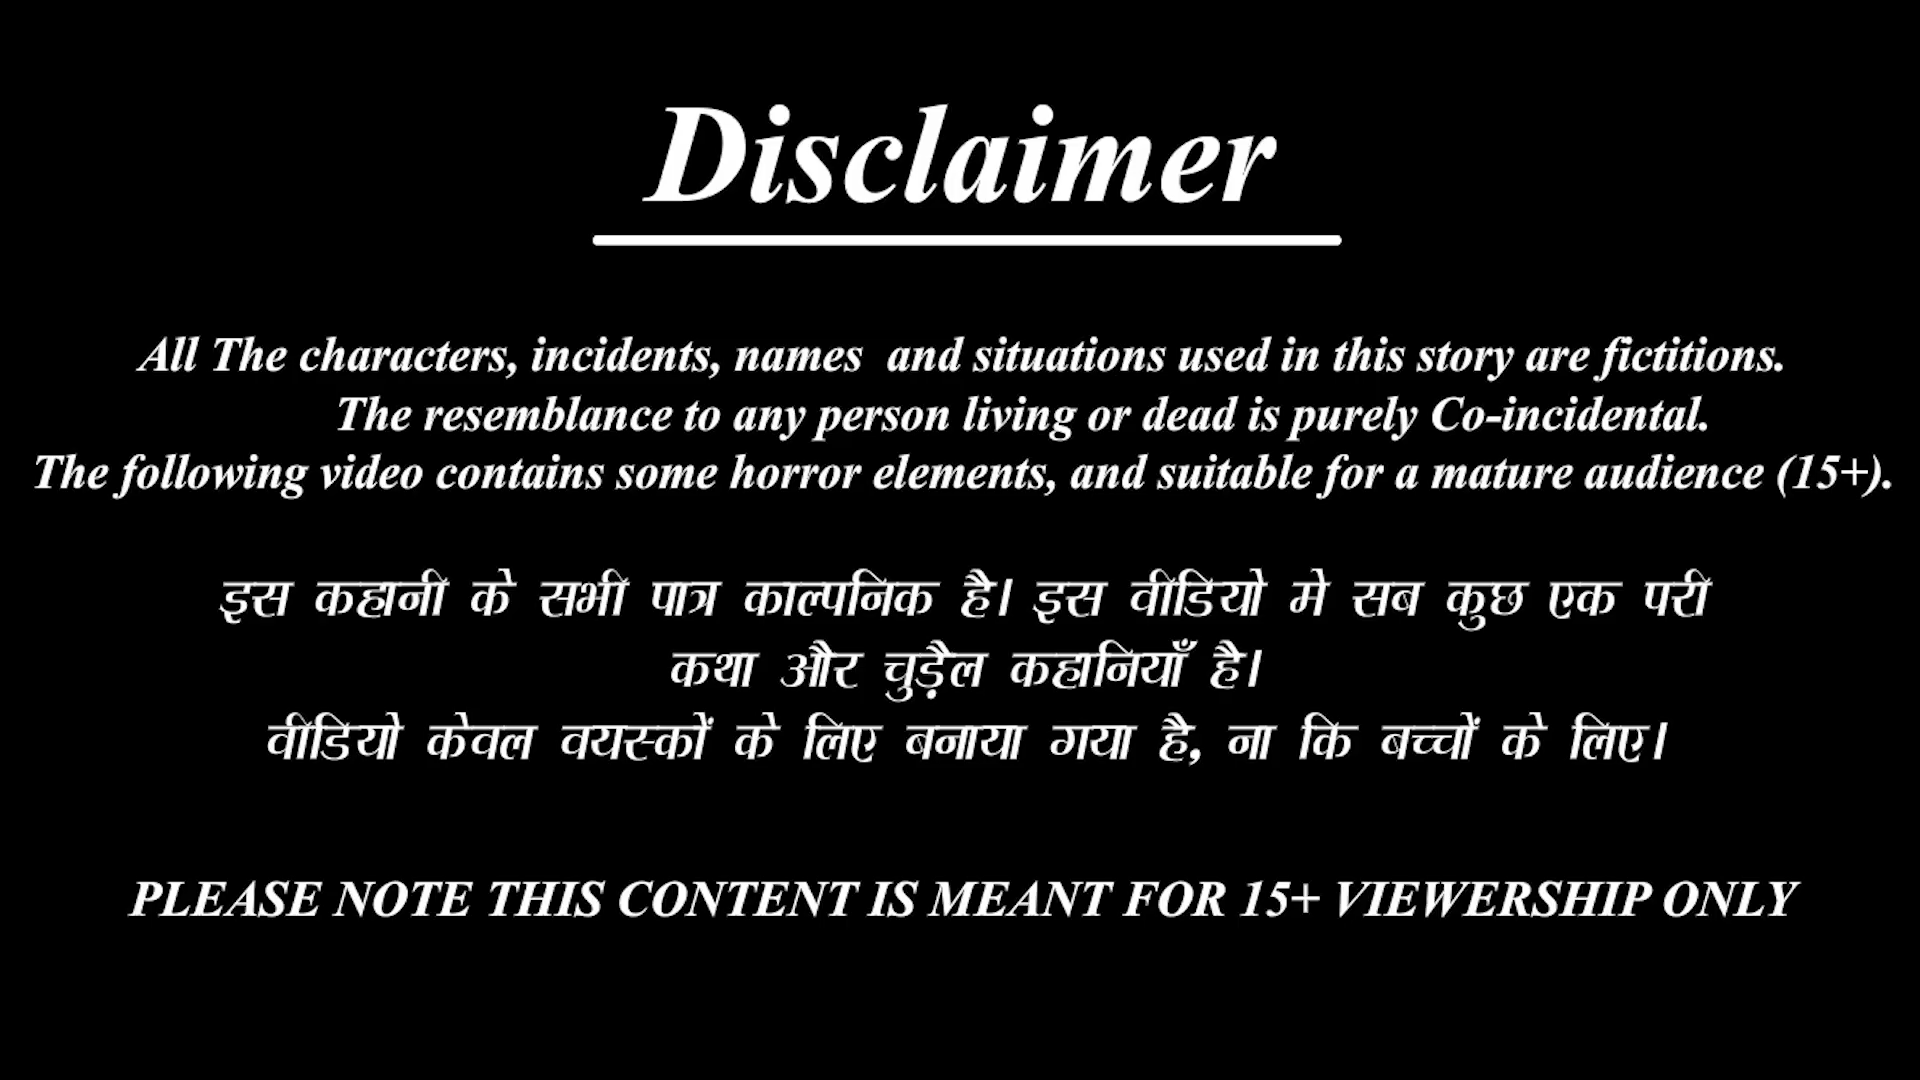 Disclaimer
All The characters, incidents, names  and situations used in this story are fictitions.
The resemblance to any person living or dead is purely Co-incidental.
The following video contains some horror elements, and suitable for a mature audience (15+).
इस कहानी के सभी पात्र काल्पनिक है। इस वीडियो मे सब कुछ एक परी
कथा और चुड़ैल कहानियाँ है।
वीडियो केवल वयस्कों के लिए बनाया गया है, ना कि बच्चों के लिए।
PLEASE NOTE THIS CONTENT IS MEANT FOR 15+ VIEWERSHIP ONLY